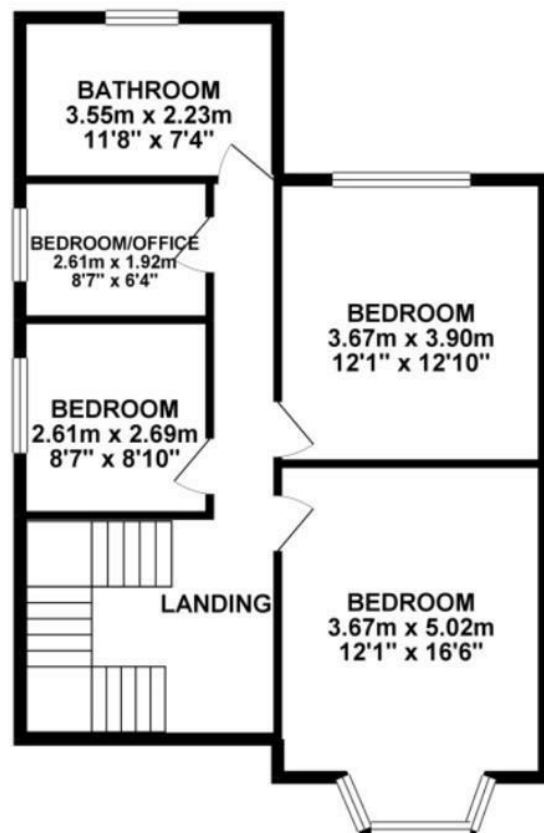 BATHROOM
3.55m x 2.23m
11'8" x 7'4"
BEDROOM/OFFICE
2.61m x 1.92m
8'7" x 6'4"
BEDROOM
3.67m x 3.90m
12'1" x 12'10"
BEDROOM
2.61m x 2.69m
8'7" x 8'10"
LANDING
BEDROOM
3.67m x 5.02m
12'1" x 16'6"